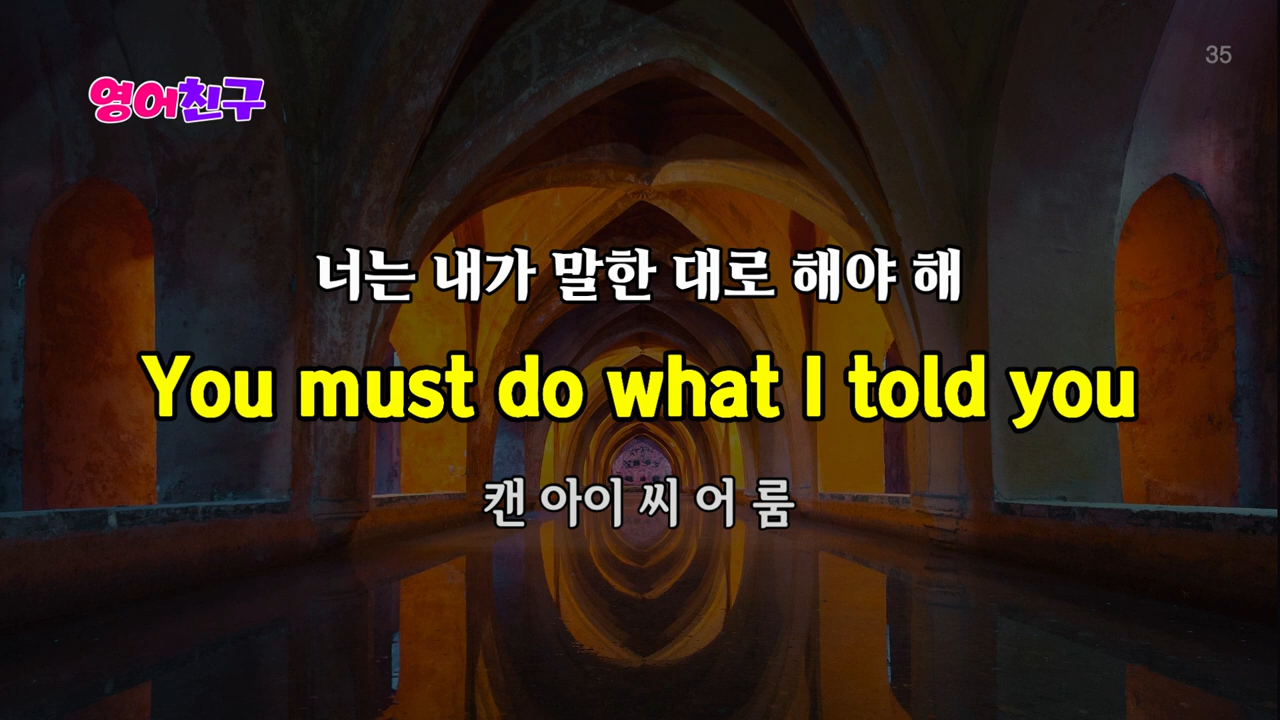 35
영어친구
너는 내가 말한 대로 해야 해
You must do what I told you
캔 아이 씨 어 룸